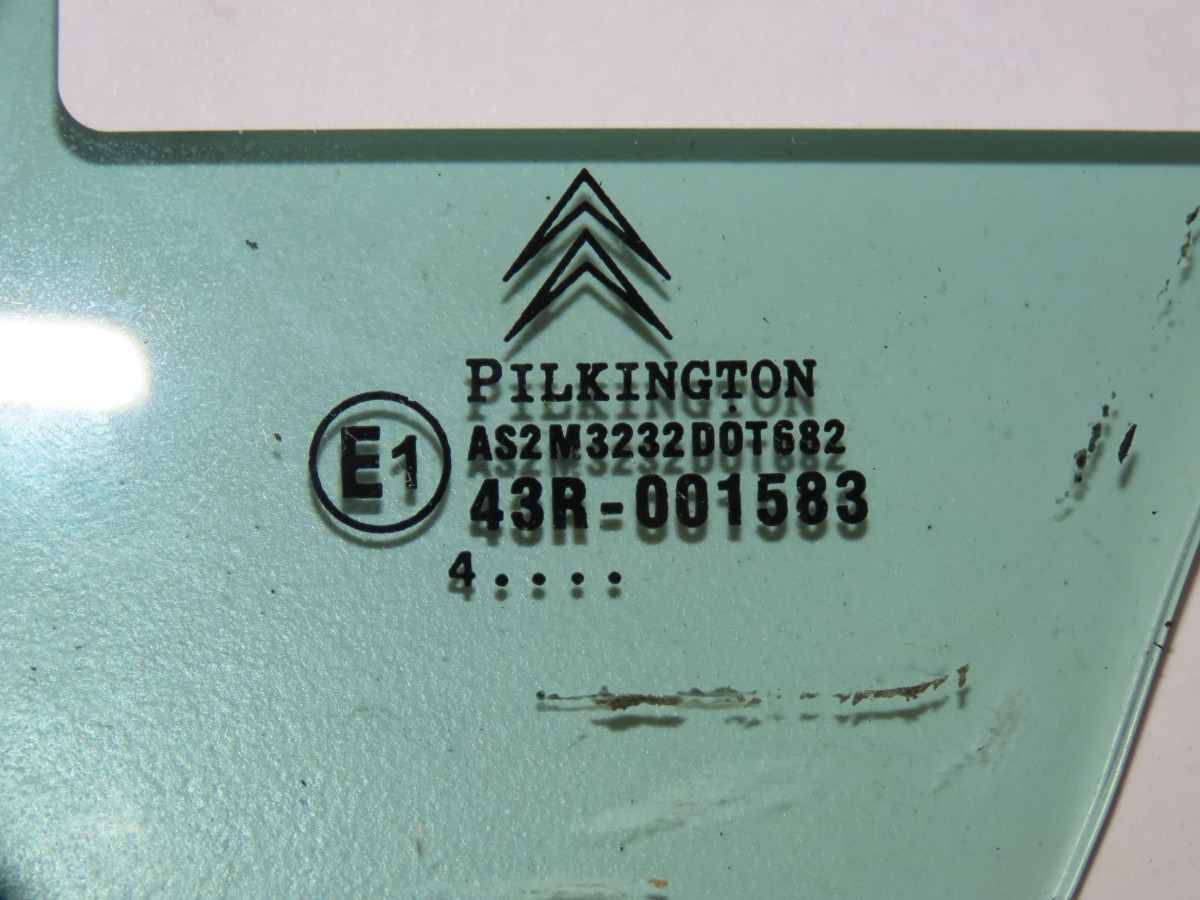 PILKINGTON
AS2M3232DOT682
E1
43R-001583
4....